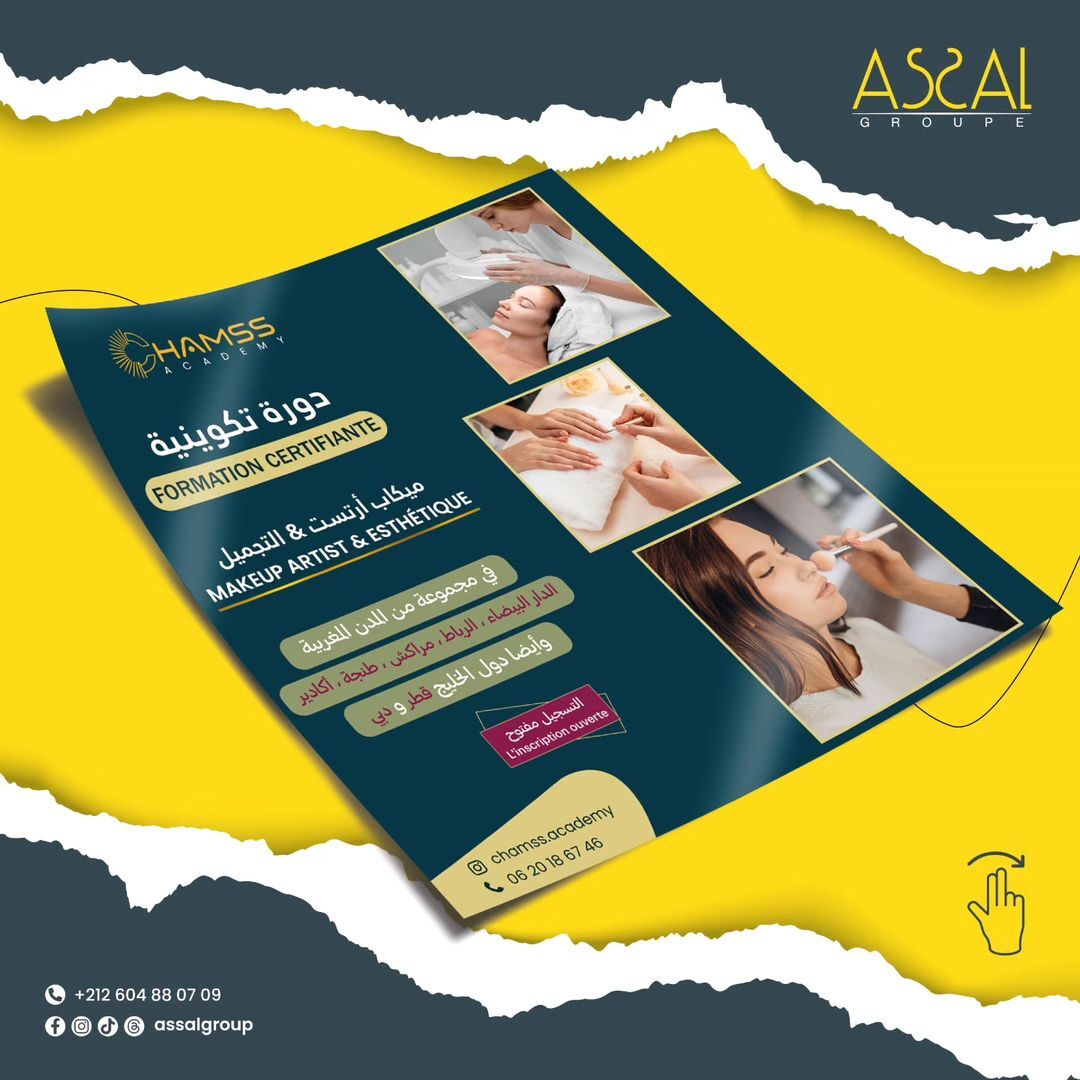 ASSAL
GROUPE
CHAMSS
ACADEMY
دورة تكوينية
FORMATION CERTIFIANTE
ميكاب أرتست & التجميل
MAKEUP ARTIST & ESTHÉTIQUE
في مجموعة من المدن المغربية
الدار البيضاء ، الرباط ، مراكش ، طنجة ، أكادير
وأيضا دول الخليج قطر و دبي
التسجيل مفتوح
L'inscription ouverte
chamss.academy
06 20 18 67 46
+212 604 88 07 09
assalgroup